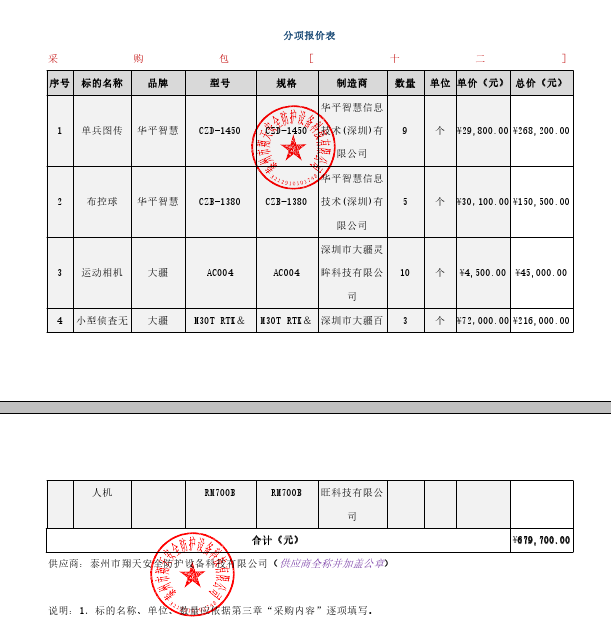 分项报价表
采 购 包 [ 十 二 ]
序号 标的名称 品牌 型号 规格 制造商 数量 单位 单价（元） 总价（元）
1 单兵图传 华平智慧 CZD-1450 CZD-1450 华平智慧信息技术(深圳)有限公司 9 个 ¥29,800.00 ¥268,200.00
2 布控球 华平智慧 CZB-1380 CZB-1380 华平智慧信息技术(深圳)有限公司 5 个 ¥30,100.00 ¥150,500.00
3 运动相机 大疆 AC004 AC004 深圳市大疆灵眸科技有限公司 10 个 ¥4,500.00 ¥45,000.00
4 小型侦查无 大疆 M30T RTK& M30T RTK& 深圳市大疆百 3 个 ¥72,000.00 ¥216,000.00
人机 RM700B RM700B 旺科技有限公司
合计（元） ¥679,700.00
供应商：泰州市翔天安全防护设备科技有限公司（供应商全称并加盖公章）
说明：1. 标的名称、单位、数量应依据第三章“采购内容”逐项填写.